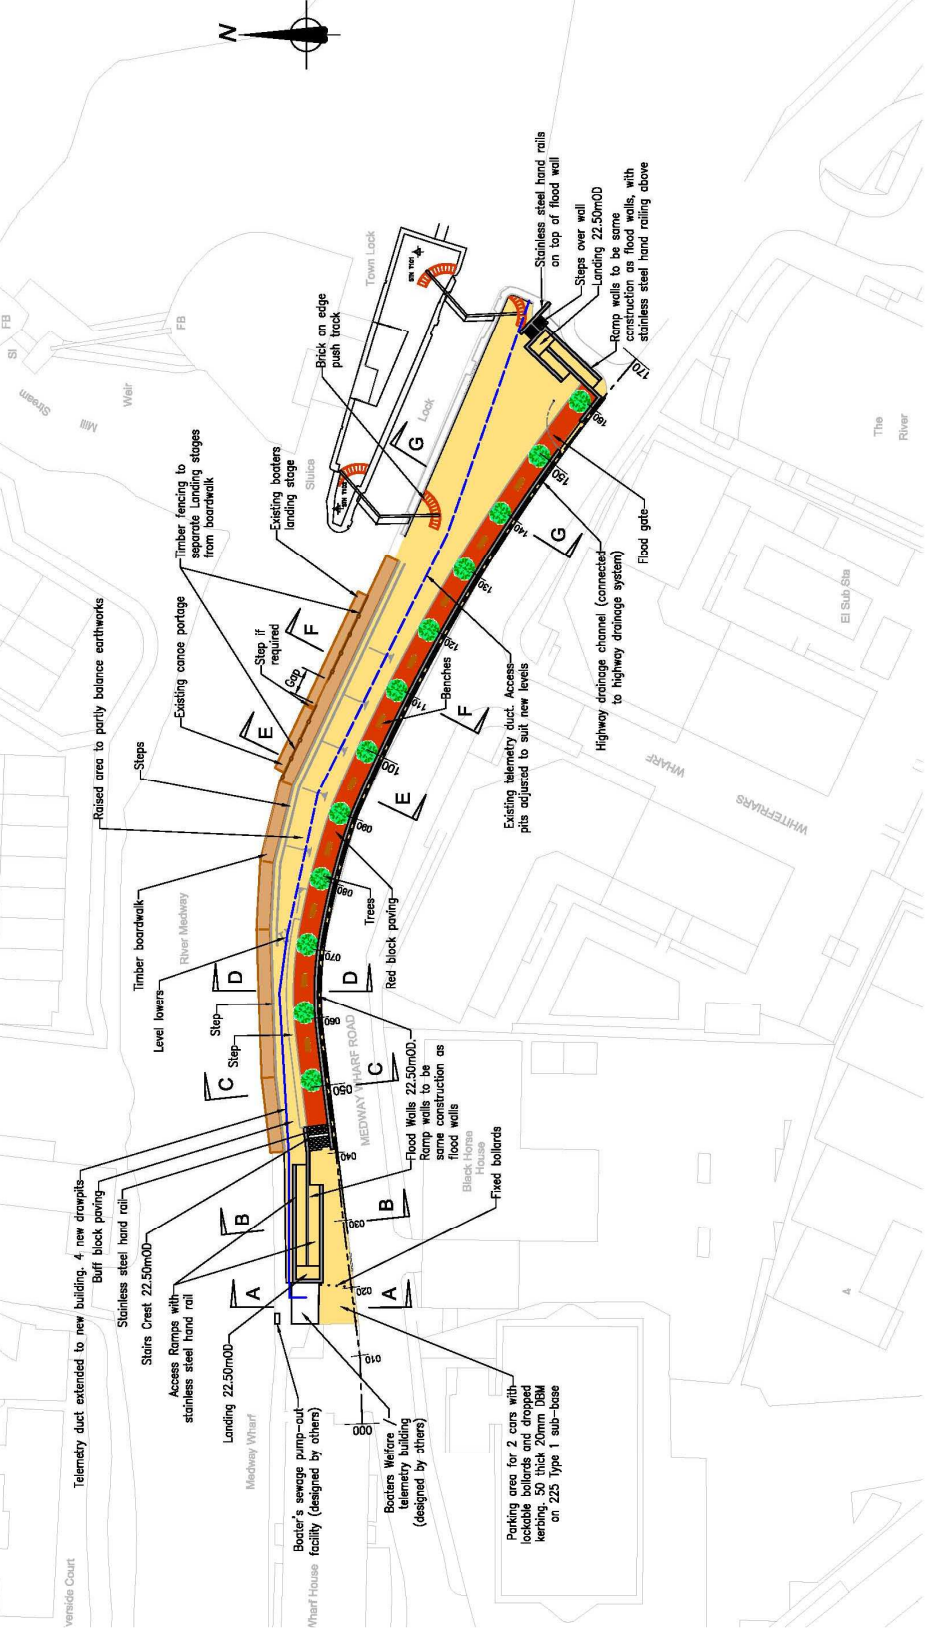 N
FB
SI
FB
Stream
Mill
Weir
Town Lock
Sluice
Lock
STN T101
Stainless steel hand rails
on top of flood wall
Steps over wall
Landing 22.50mOD
Ramp walls to be same
construction as flood walls, with
stainless steel hand railing above
Brick on edge
push track
Timber fencing to
separate Landing stages
from boardwalk
Existing boaters
landing stage
Step if
required
Gap
Existing canoe portage
Raised area to partly balance earthworks
Steps
Timber boardwalk
River Medway
Level lowers
Step
Step
Telemetry duct extended to new building. 4 new drawpits
Buff block paving
Stainless steel hand rail
Stairs Crest 22.50mOD
Access Ramps with
stainless steel hand rail
Landing 22.50mOD
Medway Wharf
Boater's sewage pump-out
facility (designed by others)
Boaters Welfare /
telemetry building
(designed by others)
Parking area for 2 cars with
lockable bollards and dropped
kerbing. 50 thick 20mm DBM
on 225 Type 1 sub-base
Fixed bollards
Black Horse
House
Flood Walls 22.50mOD.
Ramp walls to be
same construction as
flood walls
MEDWAY WHARF ROAD
Red block paving
Trees
Benches
Existing telemetry duct. Access
pits adjusted to suit new levels
Highway drainage channel (connected
to highway drainage system)
Flood gate
WHARF
WHITEFRIARS
El Sub Sta
The
River
4
Wharf House
verside Court
A
A
B
B
C
C
D
D
E
E
F
F
G
G
000
010
020
030
040
050
060
070
080
090
100
110
120
130
140
150
160
170